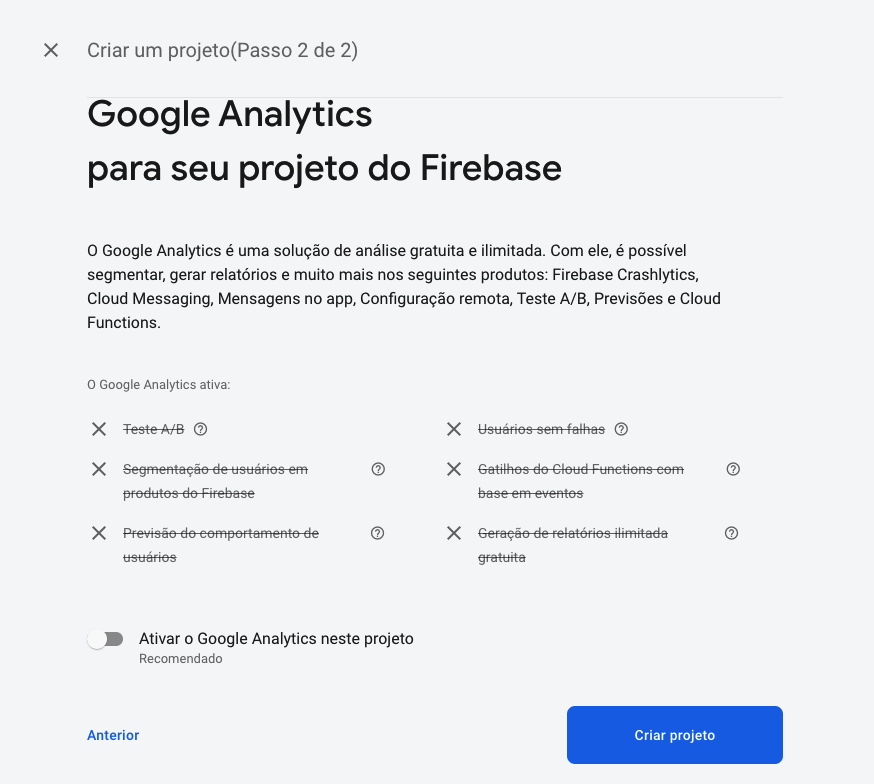 Criar um projeto(Passo 2 de 2)
Google Analytics
para seu projeto do Firebase
O Google Analytics é uma solução de análise gratuita e ilimitada. Com ele, é possível
segmentar, gerar relatórios e muito mais nos seguintes produtos: Firebase Crashlytics,
Cloud Messaging, Mensagens no app, Configuração remota, Teste A/B, Previsões e Cloud
Functions.
O Google Analytics ativa:
Teste A/B
Usuários sem falhas
Segmentação de usuários em
produtos do Firebase
Gatilhos do Cloud Functions com
base em eventos
Previsão do comportamento de
usuários
Geração de relatórios ilimitada
gratuita
Ativar o Google Analytics neste projeto
Recomendado
Anterior
Criar projeto